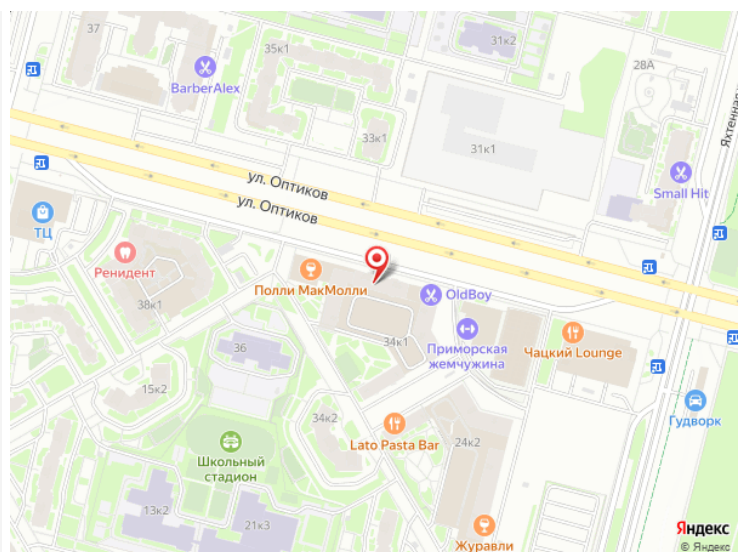 37
35к1
31к2
28А
BarberAlex
33к1
31к1
Яхтенная
ул. Оптиков
Small Hit
ул. Оптиков
ТЦ
Ренидент
38к1
Полли МакМолли
OldBoy
34к1
Приморская
жемчужина
Чацкий Lounge
36
15к2
34к2
Lato Pasta Bar
24к2
Гудворк
Школьный
стадион
13к2
21к3
Журавли
Яндекс
© Яндекс